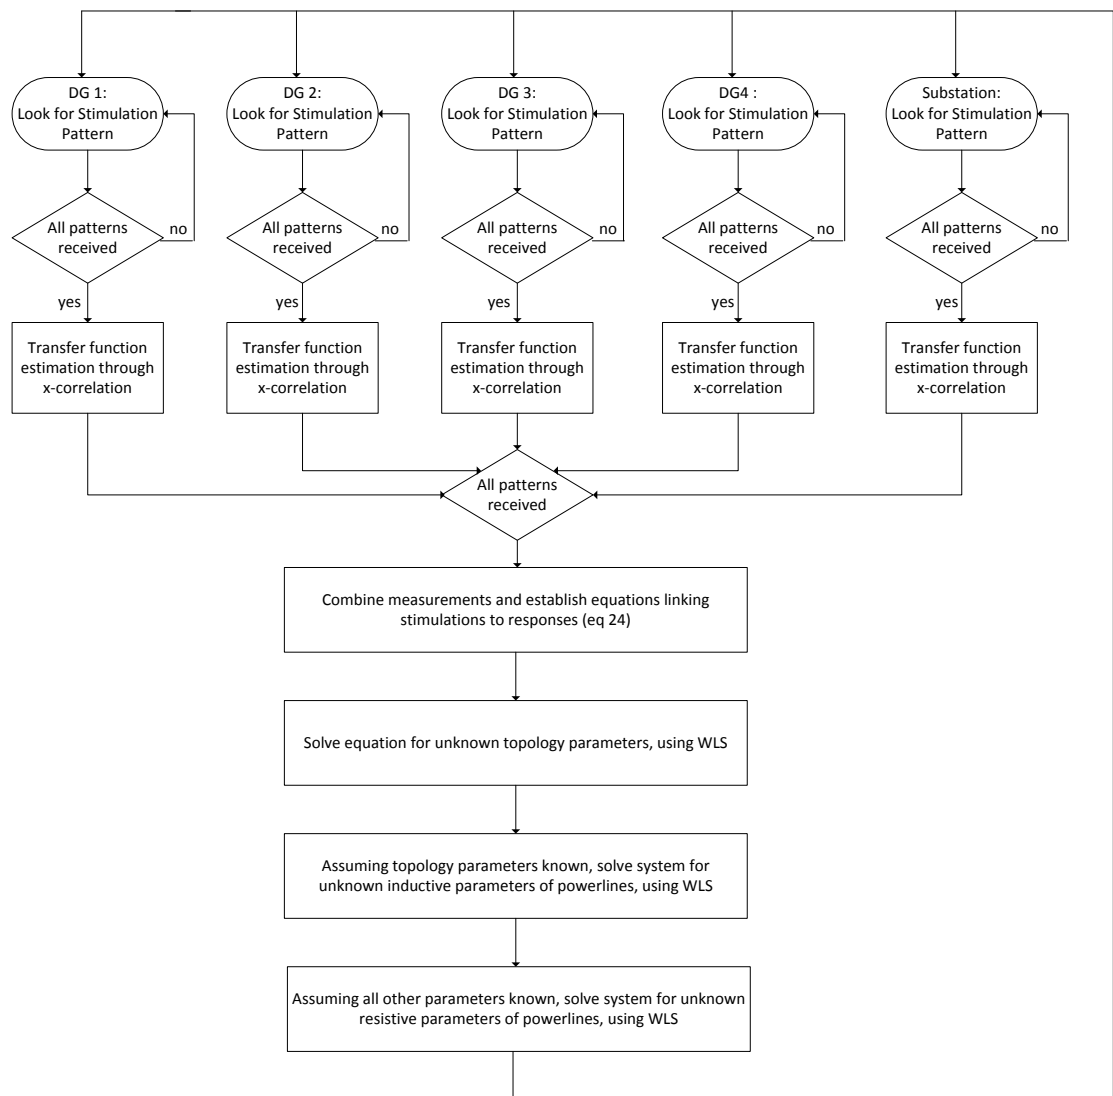 DG 1:
Look for Stimulation
Pattern
DG 2:
Look for Stimulation
Pattern
DG 3:
Look for Stimulation
Pattern
DG4 :
Look for Stimulation
Pattern
Substation:
Look for Stimulation
Pattern
All patterns
received
no
All patterns
received
no
All patterns
received
no
All patterns
received
no
All patterns
received
no
yes
yes
yes
yes
yes
Transfer function
estimation through
x-correlation
Transfer function
estimation through
x-correlation
Transfer function
estimation through
x-correlation
Transfer function
estimation through
x-correlation
Transfer function
estimation through
x-correlation
All patterns
received
Combine measurements and establish equations linking
stimulations to responses (eq 24)
Solve equation for unknown topology parameters, using WLS
Assuming topology parameters known, solve system for
unknown inductive parameters of powerlines, using WLS
Assuming all other parameters known, solve system for unknown
resistive parameters of powerlines, using WLS